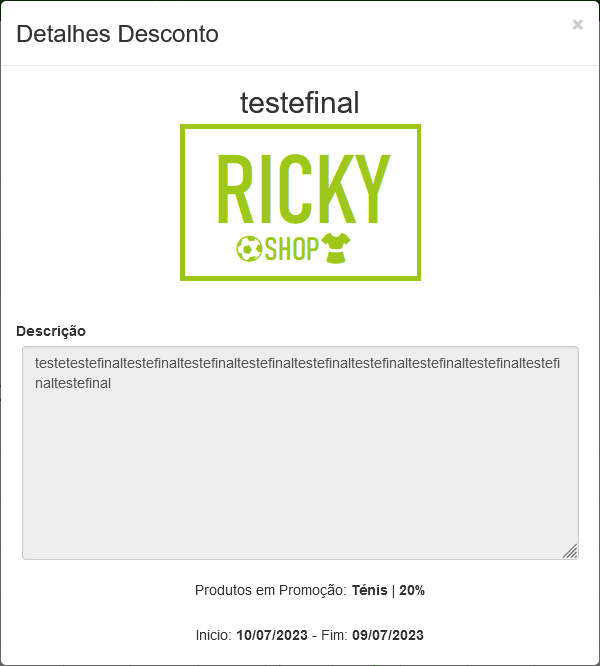 Detalhes Desconto
×
testefinal
RICKY
SHOP
Descrição
testetestefinaltestefinaltestefinaltestefinaltestefinaltestefinaltestefinaltestefinaltestefi
naltestefinal
Produtos em Promoção: Ténis | 20%
Inicio: 10/07/2023 - Fim: 09/07/2023